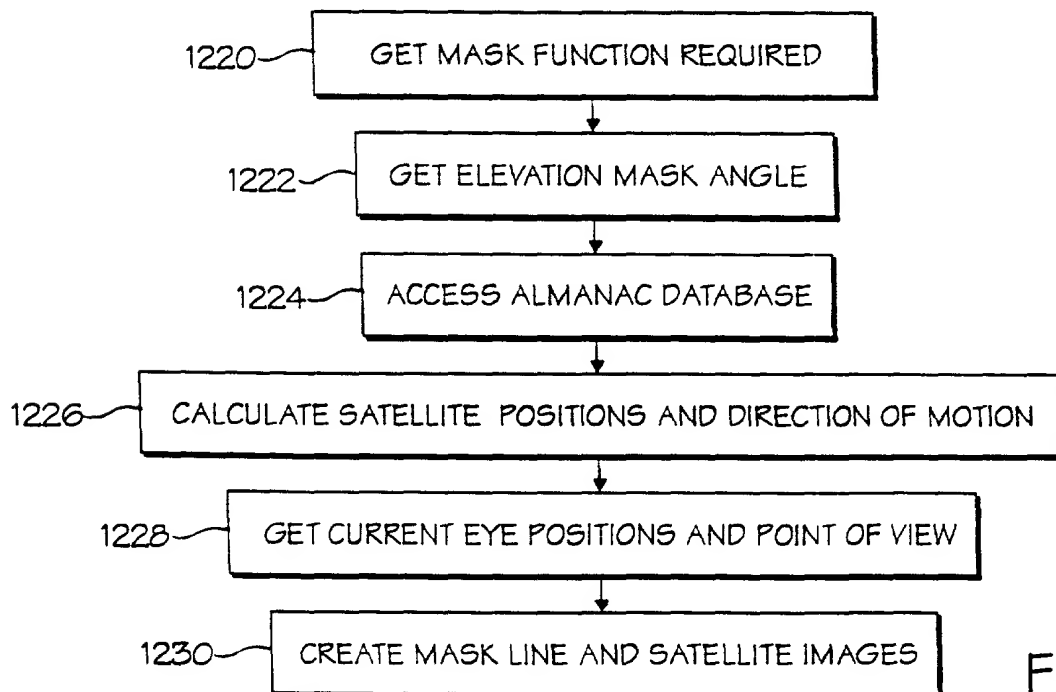 1220 GET MASK FUNCTION REQUIRED
1222 GET ELEVATION MASK ANGLE
1224 ACCESS ALMANAC DATABASE
1226 CALCULATE SATELLITE POSITIONS AND DIRECTION OF MOTION
1228 GET CURRENT EYE POSITIONS AND POINT OF VIEW
1230 CREATE MASK LINE AND SATELLITE IMAGES
F